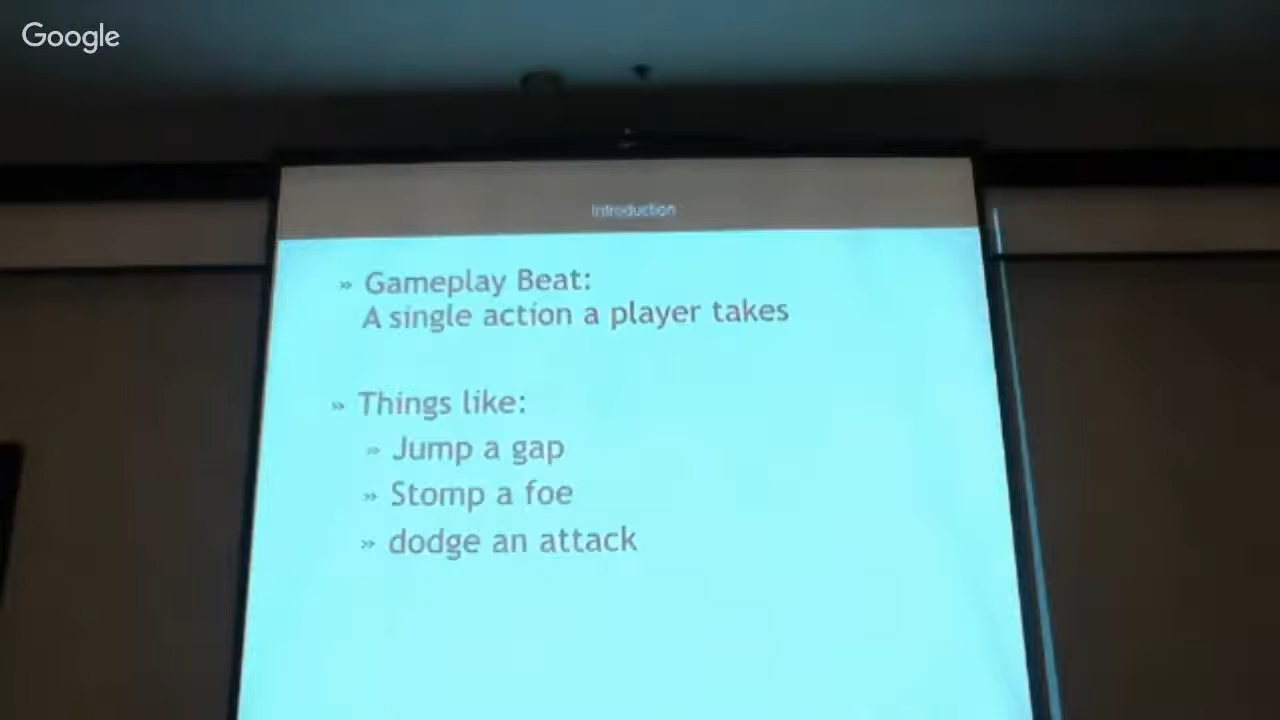 Google
Introduction
» Gameplay Beat:
A single action a player takes
» Things like:
» Jump a gap
» Stomp a foe
» dodge an attack